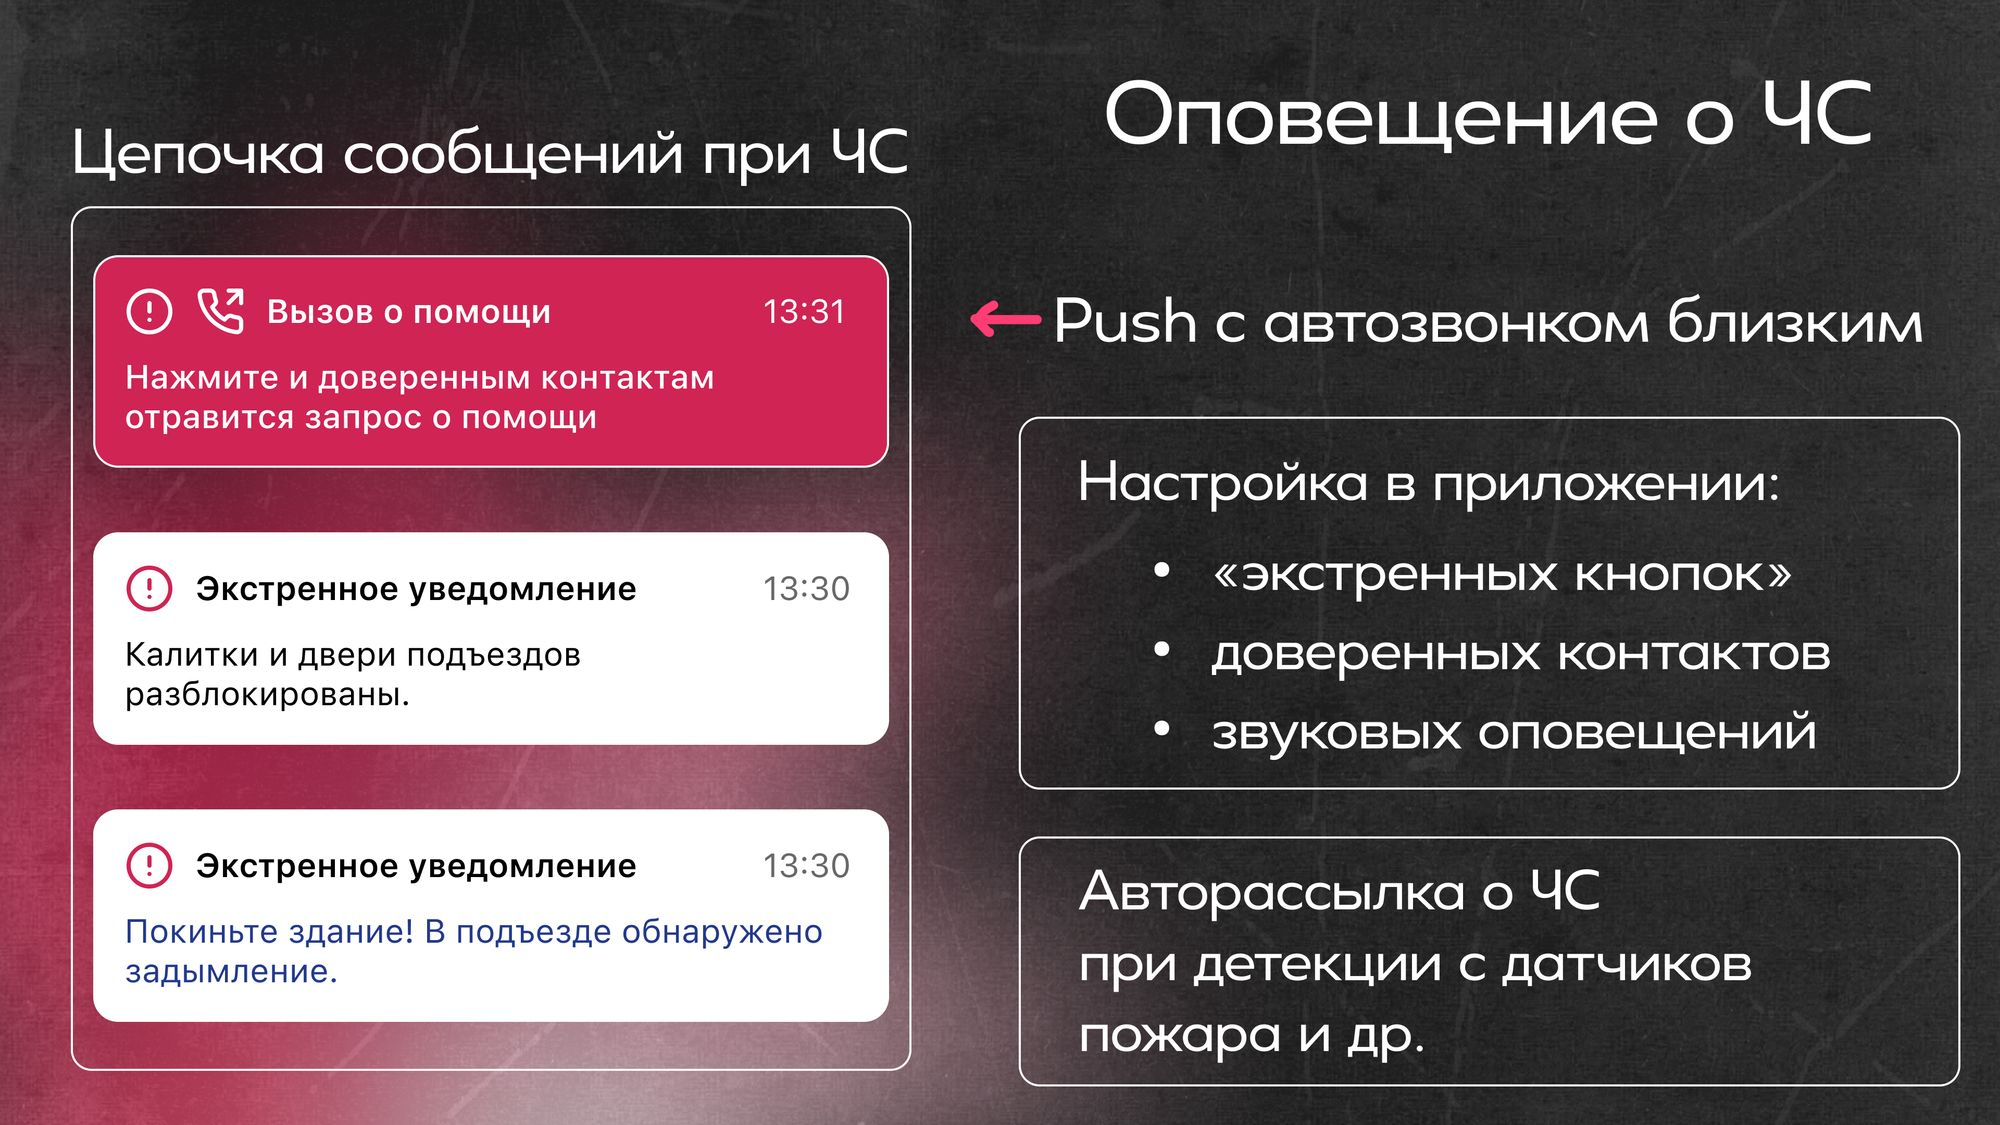 Оповещение о ЧС
Цепочка сообщений при ЧС
Вызов о помощи 13:31
Нажмите и доверенным контактам
отравится запрос о помощи
Экстренное уведомление 13:30
Калитки и двери подъездов
разблокированы.
Экстренное уведомление 13:30
Покиньте здание! В подъезде обнаружено
задымление.
Push с автозвонком близким
Настройка в приложении:
• «экстренных кнопок»
• доверенных контактов
• звуковых оповещений
Авторассылка о ЧС
при детекции с датчиков
пожара и др.